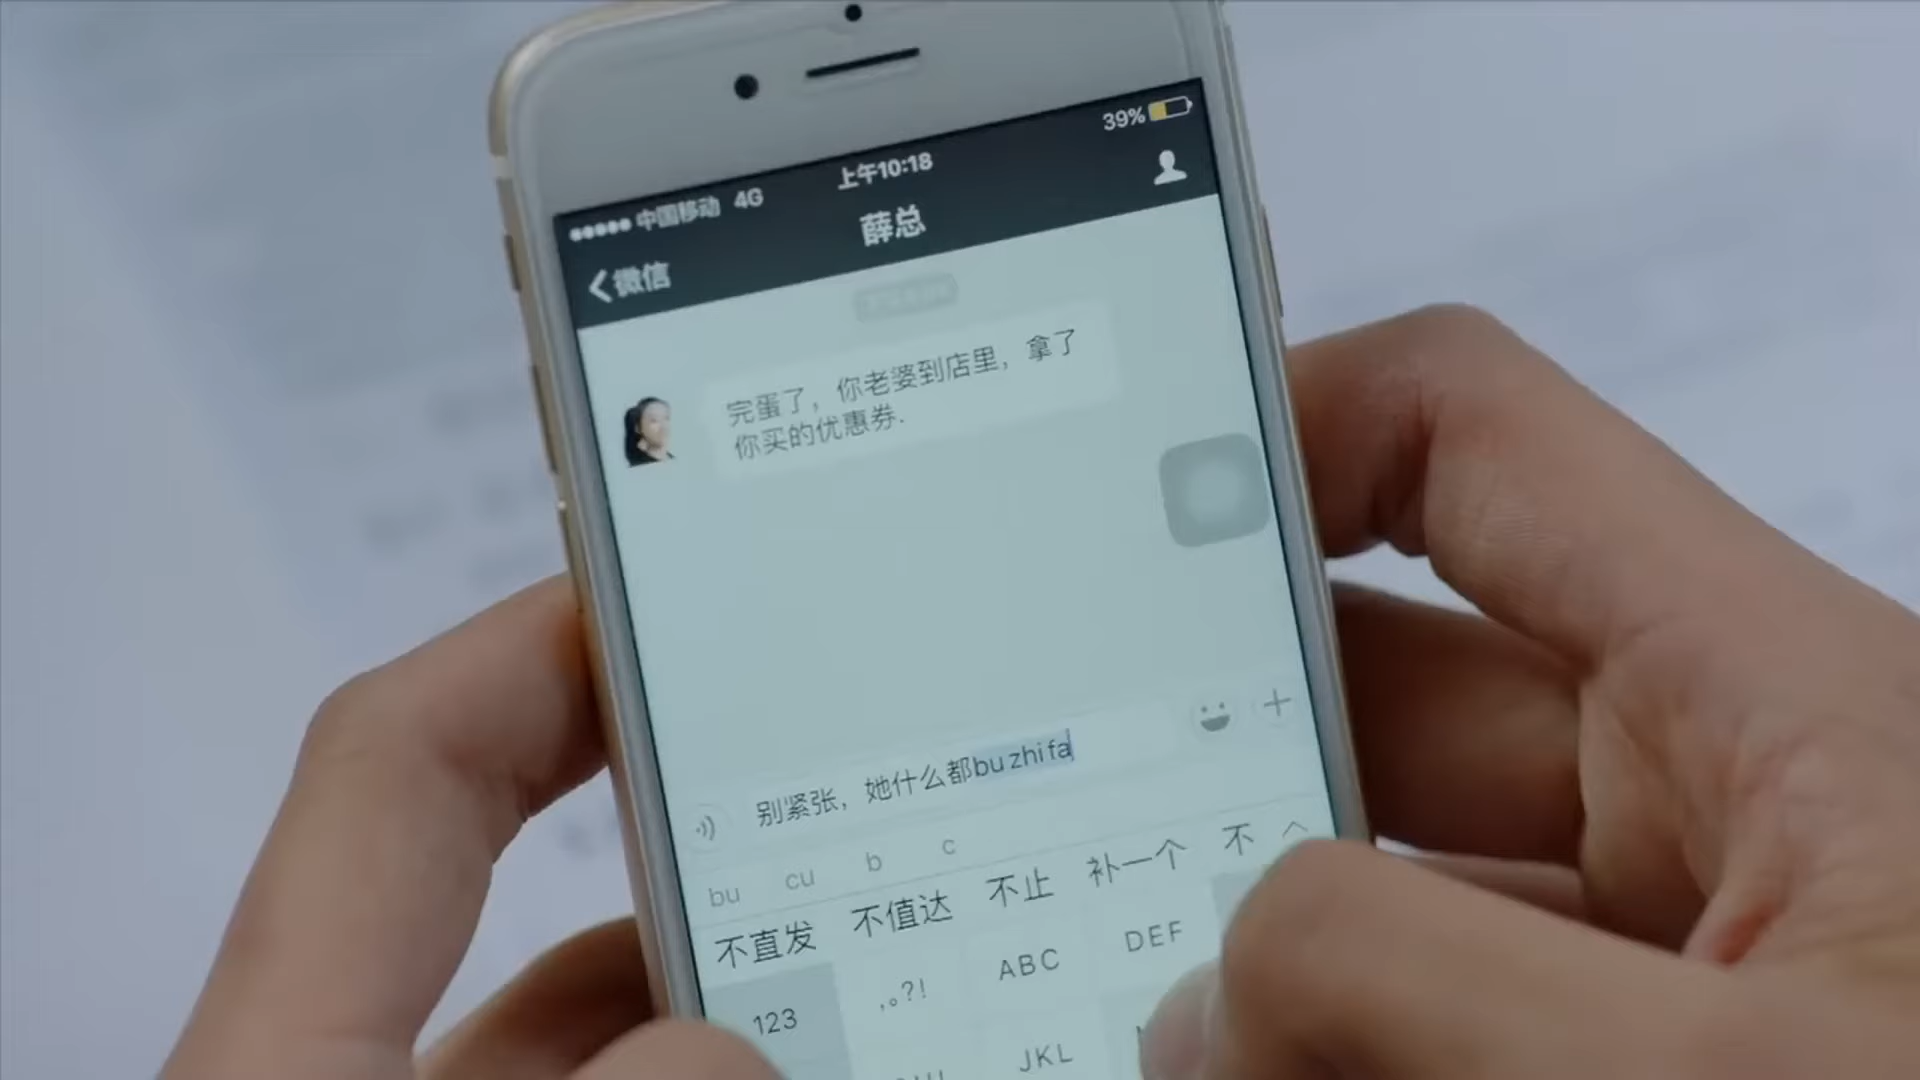 39%
中国移动 4G 上午10:18
薛总
微信
完蛋了，你老婆到店里，拿了
你买的优惠券.
别紧张，她什么都bu zhi fa
bu cu b c
不直发 不值达 不止 补一个 不
123 ,。?! ABC DEF
JKL